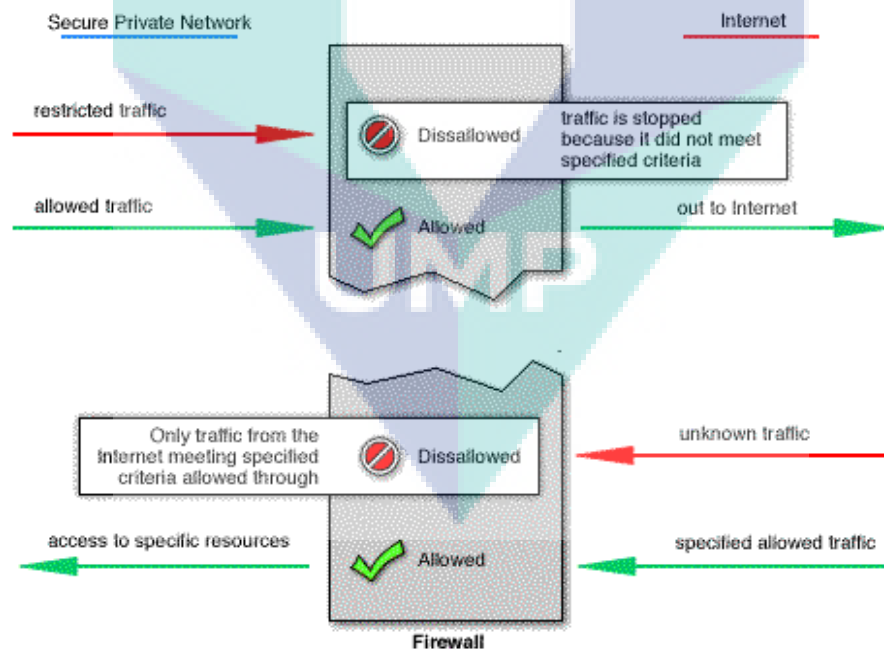 Secure Private Network
Internet
restricted traffic
Dissallowed
traffic is stopped
because it did not meet
specified criteria
allowed traffic
Allowed
out to Internet
UMP
Only traffic from the
Internet meeting specified
criteria allowed through
Dissallowed
unknown traffic
access to specific resources
Allowed
specified allowed traffic
Firewall